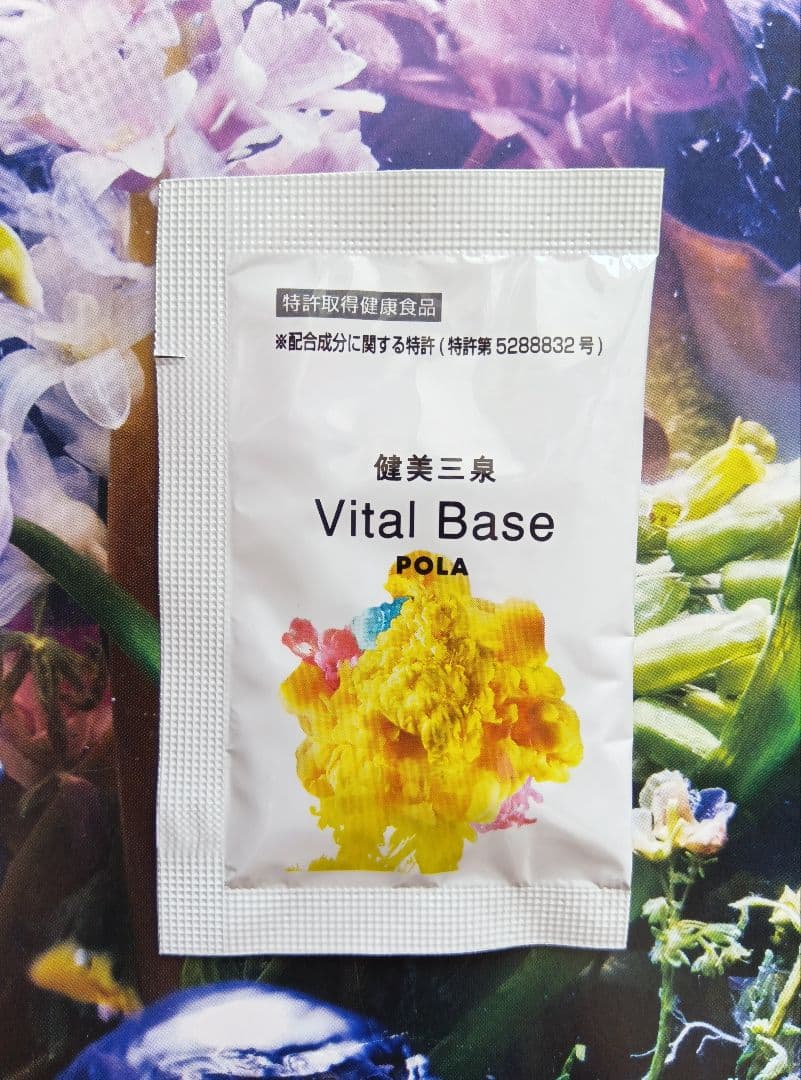 特許取得健康食品
※配合成分に関する特許(特許第5288832号)
健美三泉
Vital Base
POLA